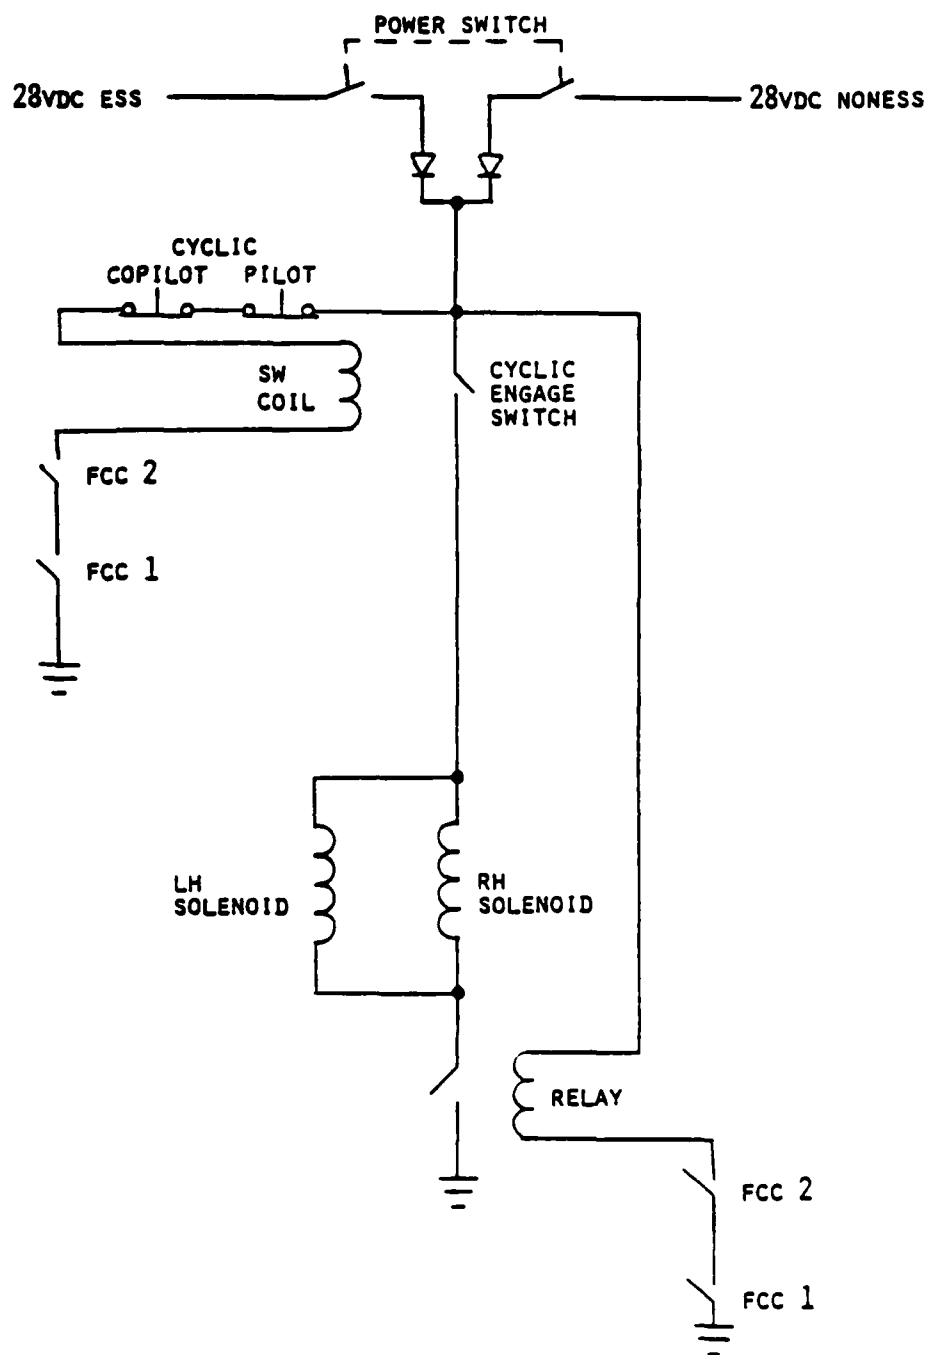 POWER SWITCH
28VDC ESS
28VDC NONESS
CYCLIC
COPILOT PILOT
SW
COIL
CYCLIC
ENGAGE
SWITCH
FCC 2
FCC 1
LH
SOLENOID
RH
SOLENOID
RELAY
FCC 2
FCC 1